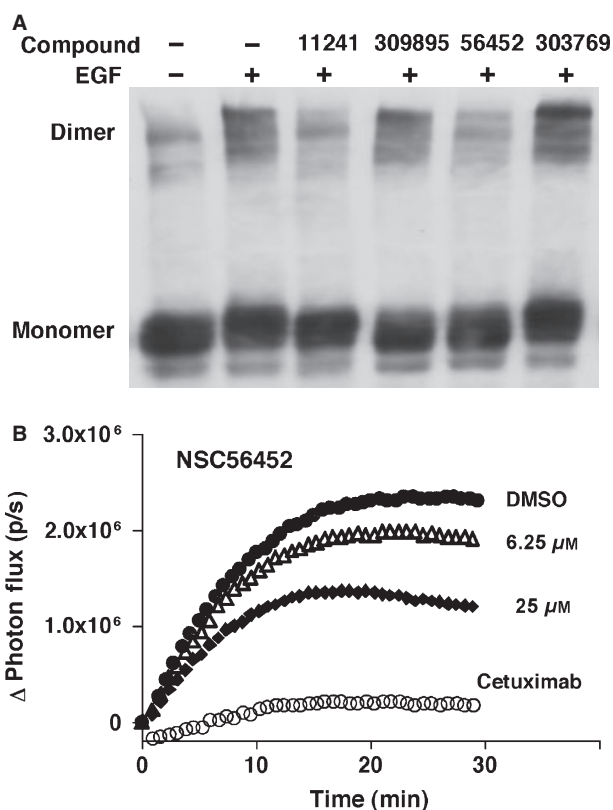 A
Compound – – 11241 309895 56452 303769
EGF – + + + + +
Dimer
Monomer
B
NSC56452
3.0x10⁶
2.0x10⁶
1.0x10⁶
0
Δ Photon flux (p/s)
DMSO
6.25 μM
25 μM
Cetuximab
0 10 20 30
Time (min)